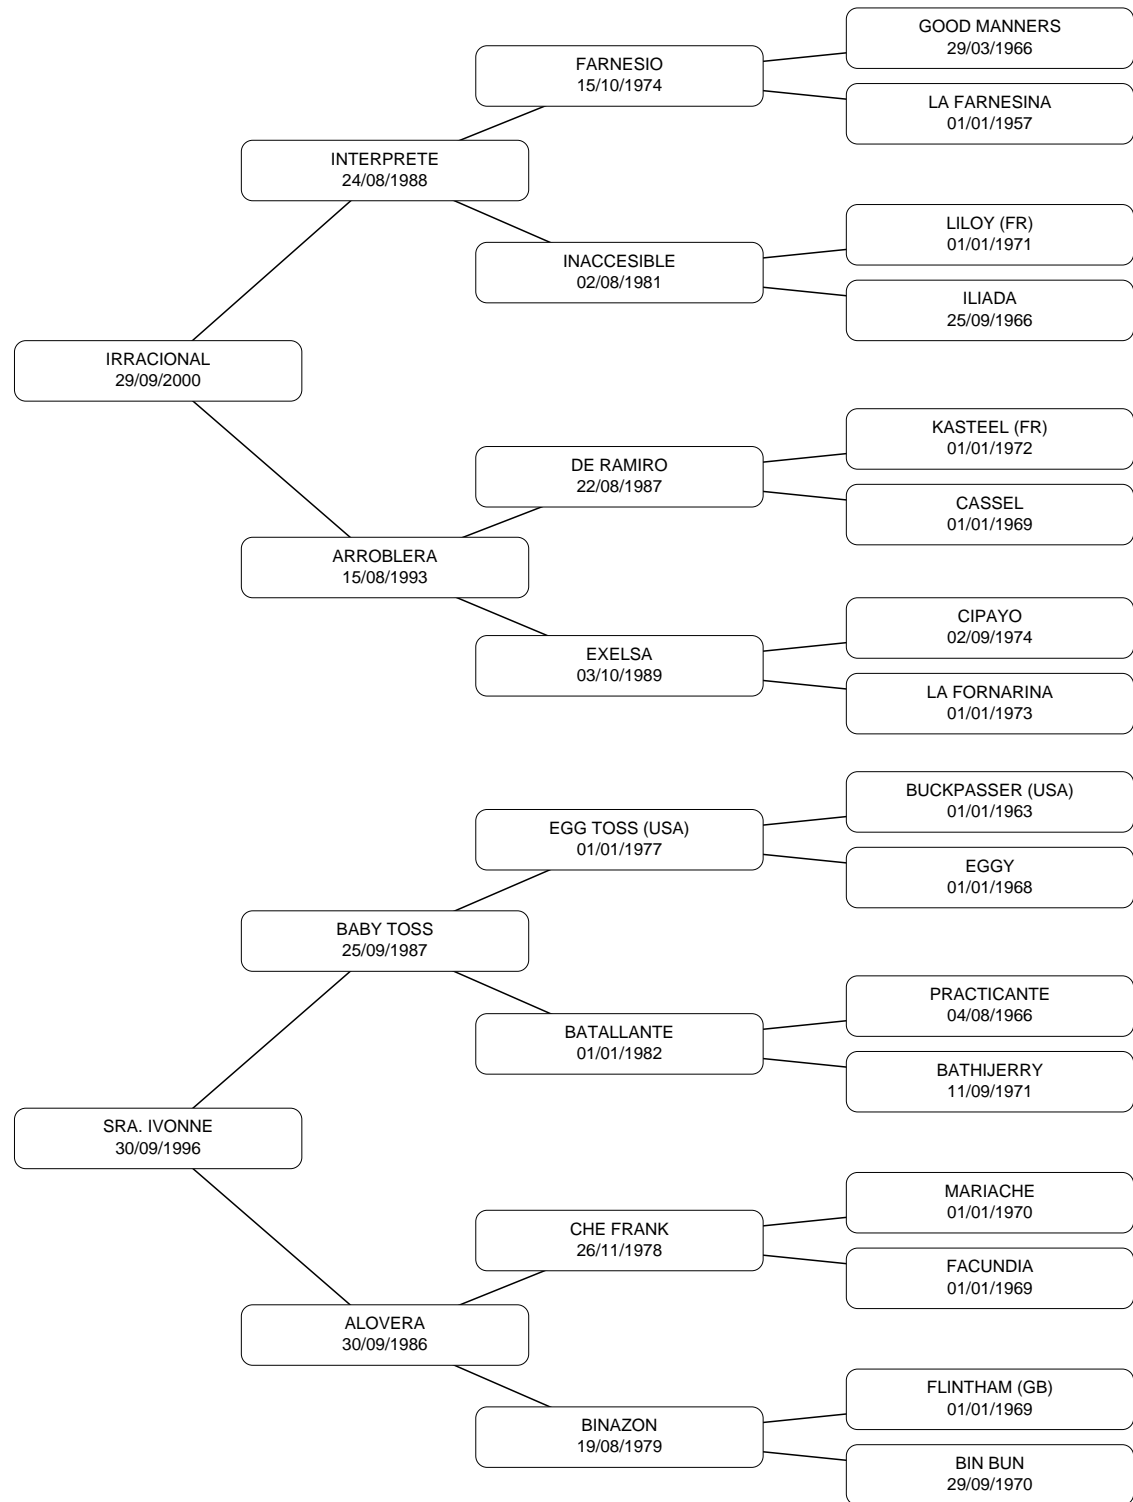 GOOD MANNERS
29/03/1966
FARNESIO
15/10/1974
LA FARNESINA
01/01/1957
INTERPRETE
24/08/1988
LILOY (FR)
01/01/1971
INACCESIBLE
02/08/1981
ILIADA
25/09/1966
IRRACIONAL
29/09/2000
KASTEEL (FR)
01/01/1972
DE RAMIRO
22/08/1987
CASSEL
01/01/1969
ARROBLERA
15/08/1993
CIPAYO
02/09/1974
EXELSA
03/10/1989
LA FORNARINA
01/01/1973
BUCKPASSER (USA)
01/01/1963
EGG TOSS (USA)
01/01/1977
EGGY
01/01/1968
BABY TOSS
25/09/1987
PRACTICANTE
04/08/1966
BATALLANTE
01/01/1982
BATHIJERRY
11/09/1971
SRA. IVONNE
30/09/1996
MARIACHE
01/01/1970
CHE FRANK
26/11/1978
FACUNDIA
01/01/1969
ALOVERA
30/09/1986
FLINTHAM (GB)
01/01/1969
BINAZON
19/08/1979
BIN BUN
29/09/1970